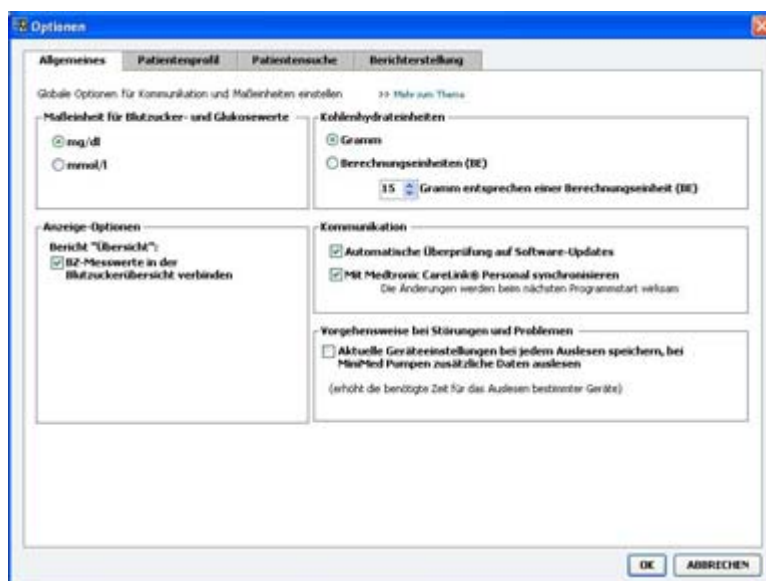 Optionen
Allgemeines Patientenprofil Patientensuche Berichterstellung
Globale Optionen für Kommunikation und Maßeinheiten einstellen >> Mehr zum Thema
Maßeinheit für Blutzucker- und Glukosewerte
mg/dl
mmol/l
Kohlenhydrateinheiten
Gramm
Berechnungseinheiten (BE)
15 Gramm entsprechen einer Berechnungseinheit (BE)
Anzeige-Optionen
Bericht "Übersicht":
BZ-Messwerte in der
Blutzuckerübersicht verbinden
Kommunikation
Automatische Überprüfung auf Software-Updates
Mit Medtronic CareLink® Personal synchronisieren
Die Änderungen werden beim nächsten Programmstart wirksam
Vorgehensweise bei Störungen und Problemen
Aktuelle Geräteeinstellungen bei jedem Auslesen speichern, bei
MiniMed Pumpen zusätzliche Daten auslesen
(erhöht die benötigte Zeit für das Auslesen bestimmter Geräte)
OK ABBRECHEN